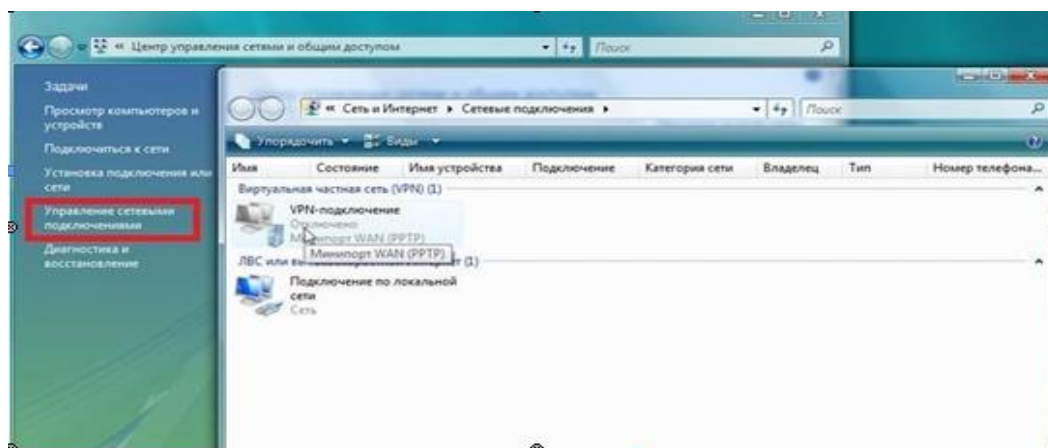 « Центр управления сетями и общим доступом
Поиск
Задачи
Просмотр компьютеров и
устройств
Подключиться к сети
Установка подключения или
сети
Управление сетевыми
подключениями
Диагностика и
восстановление
« Сеть и Интернет ▸ Сетевые подключения ▸
Поиск
Упорядочить Виды
Имя Состояние Имя устройства Подключение Категория сети Владелец Тип Номер телефона...
Виртуальная частная сеть (VPN) (1)
VPN-подключение
Отключено
Минипорт WAN (PPTP)
Минипорт WAN (PPTP)
ЛВС или (1)
Подключение по локальной
сети
Сеть